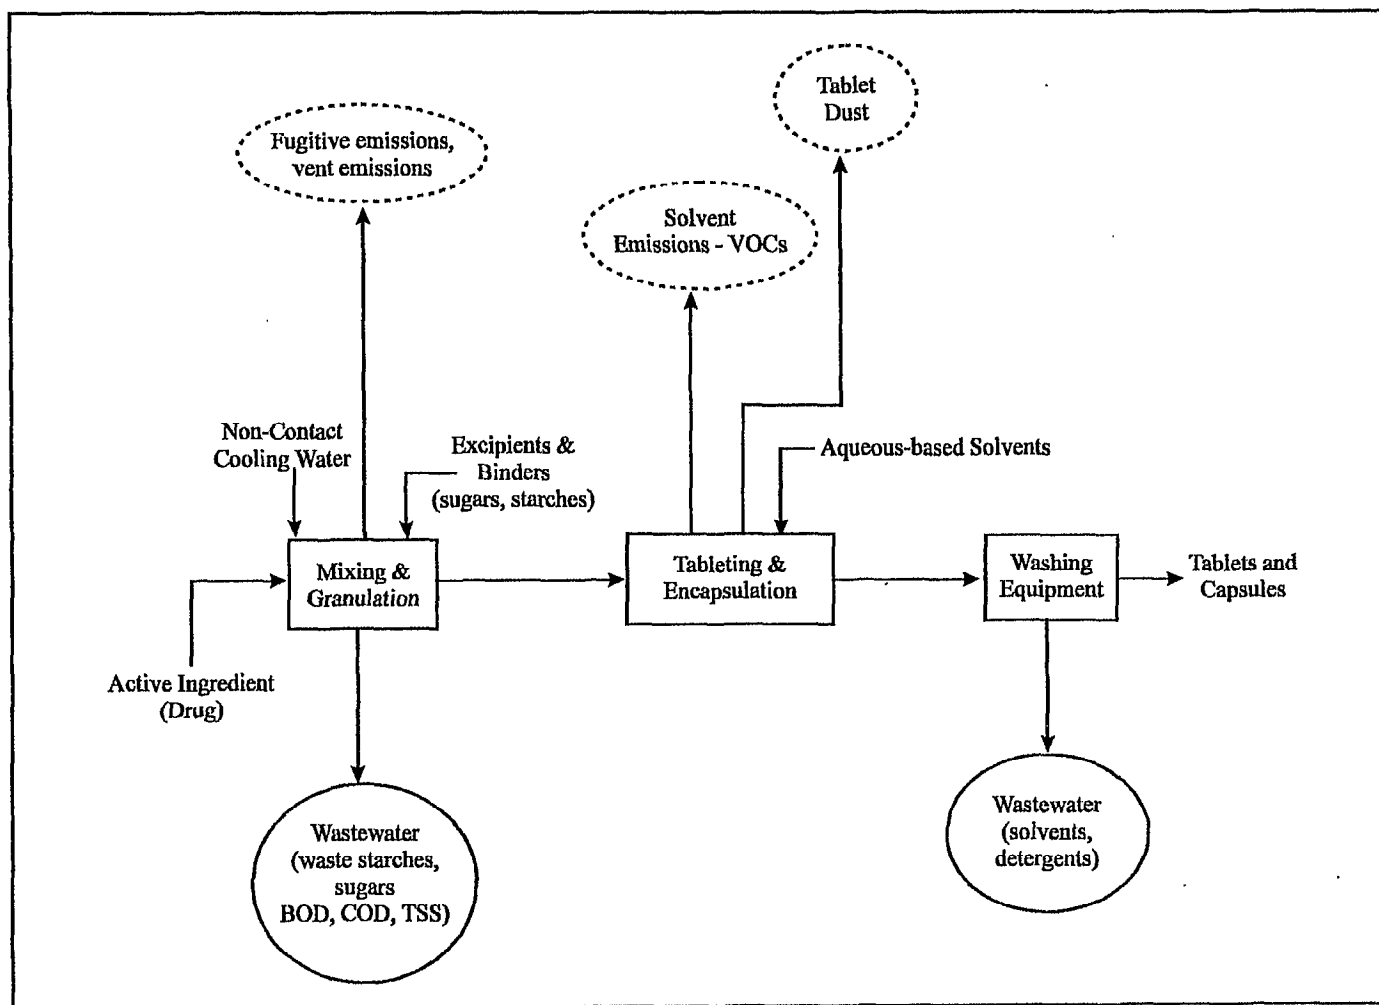 Tablet
Dust
Fugitive emissions,
vent emissions
Solvent
Emissions - VOCs
Non-Contact
Cooling Water
Excipients &
Binders
(sugars, starches)
Aqueous-based Solvents
Mixing &
Granulation
Tableting &
Encapsulation
Washing
Equipment
Tablets and
Capsules
Active Ingredient
(Drug)
Wastewater
(waste starches,
sugars
BOD, COD, TSS)
Wastewater
(solvents,
detergents)